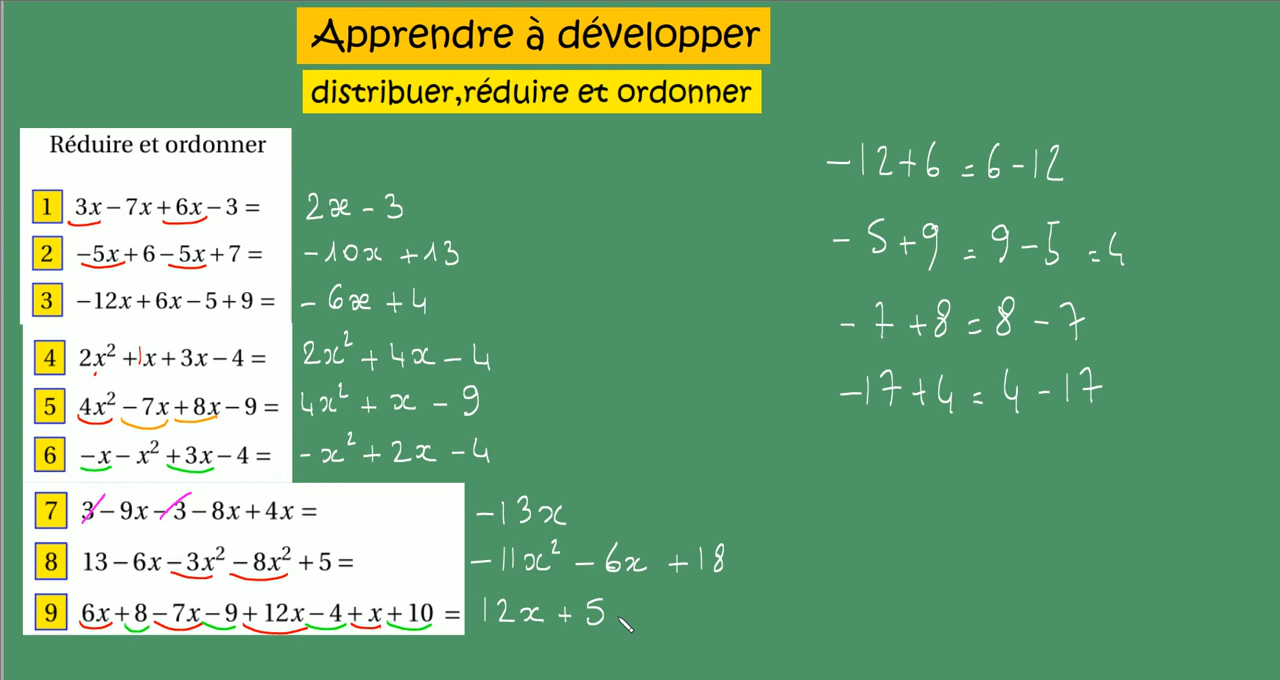 Apprendre à développer
distribuer,réduire et ordonner
Réduire et ordonner
1 3x − 7x + 6x − 3 = 2x − 3
2 −5x + 6 − 5x + 7 = −10x + 13
3 −12x + 6x − 5 + 9 = −6x + 4
4 2x² + 1x + 3x − 4 = 2x² + 4x − 4
5 4x² − 7x + 8x − 9 = 4x² + x − 9
6 −x − x² + 3x − 4 = −x² + 2x − 4
7 3 − 9x − 3 − 8x + 4x = −13x
8 13 − 6x − 3x² − 8x² + 5 = −11x² − 6x + 18
9 6x + 8 − 7x − 9 + 12x − 4 + x + 10 = 12x + 5
−12 + 6 = 6 − 12
−5 + 9 = 9 − 5 = 4
−7 + 8 = 8 − 7
−17 + 4 = 4 − 17